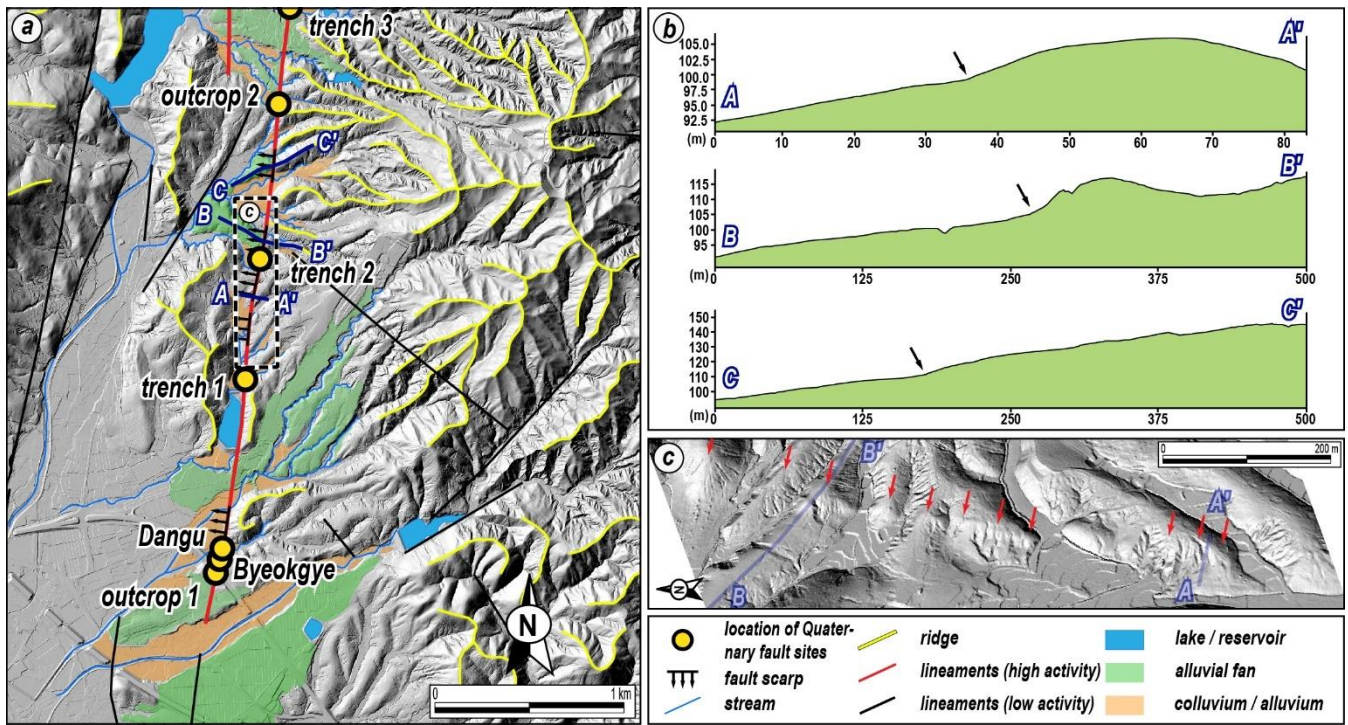 a
trench 3
outcrop 2
C'
C
c
B
B'
trench 2
A
A'
trench 1
Dangu
Byeokgye
outcrop 1
N
0
1 km
b
A'
105.0
102.5
100.0
97.5
95.0
92.5
A
(m) 0 10 20 30 40 50 60 70 80
B'
115
110
105
100
95
B
(m) 0 125 250 375 500
C'
150
140
130
120
110
100
C
(m) 0 125 250 375 500
c
B'
0
200 m
A'
N
B
A
location of Quater-
nary fault sites
fault scarp
stream
ridge
lineaments (high activity)
lineaments (low activity)
lake / reservoir
alluvial fan
colluvium / alluvium